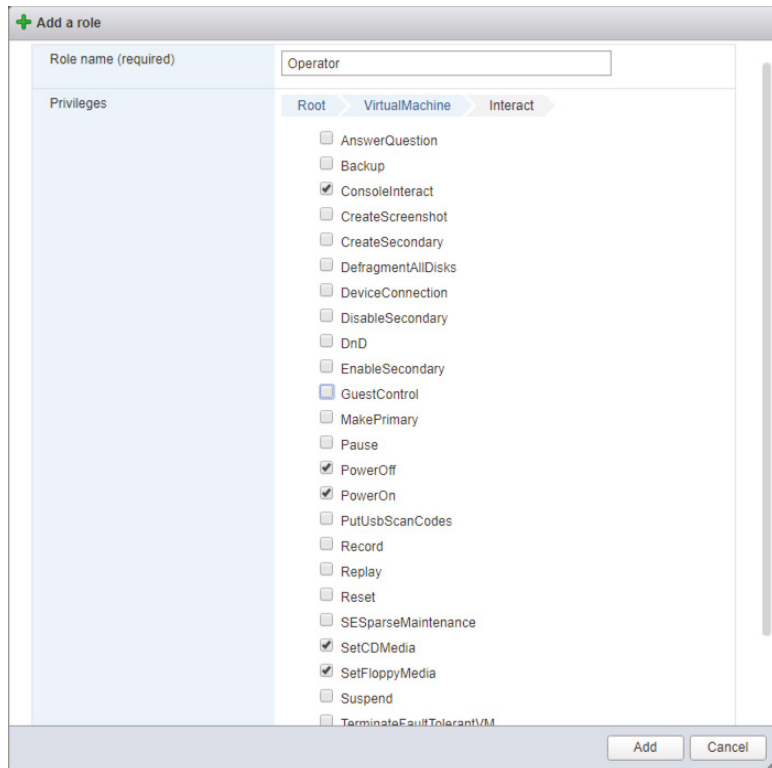 Add a role
Role name (required) Operator
Privileges Root VirtualMachine Interact
AnswerQuestion
Backup
ConsoleInteract
CreateScreenshot
CreateSecondary
DefragmentAllDisks
DeviceConnection
DisableSecondary
DnD
EnableSecondary
GuestControl
MakePrimary
Pause
PowerOff
PowerOn
PutUsbScanCodes
Record
Replay
Reset
SESparseMaintenance
SetCDMedia
SetFloppyMedia
Suspend
TerminateFaultTolerantVM
Add Cancel